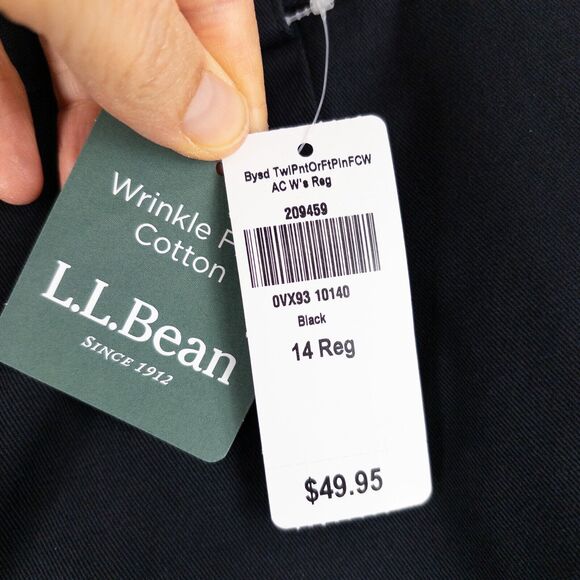 Wrinkle F
Cotton
L.L.Bean
SINCE 1912
Bysd TwlPntOrFtPlnFCW
AC W's Reg
209459
0VX93 10140
Black
14 Reg
$49.95